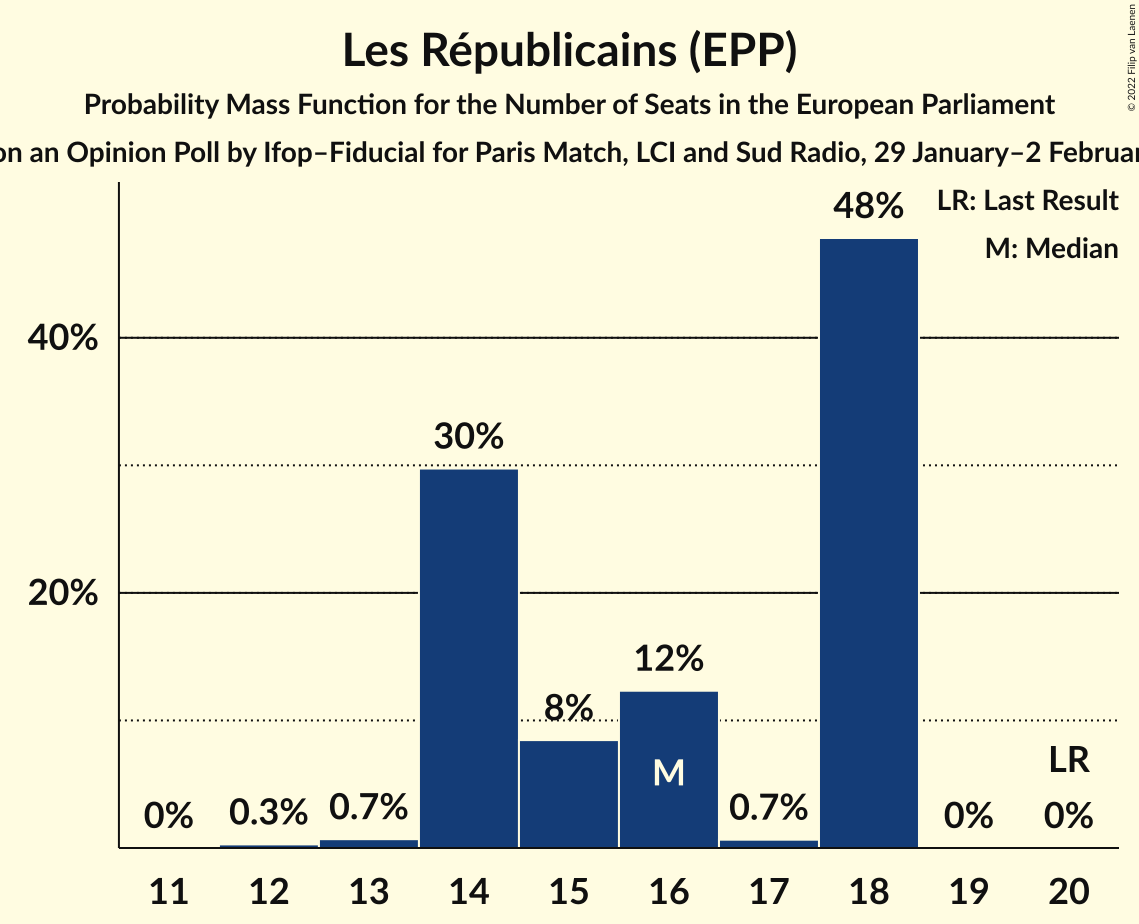 Les Républicains (EPP)
Probability Mass Function for the Number of Seats in the European Parliament
on an Opinion Poll by Ifop–Fiducial for Paris Match, LCI and Sud Radio, 29 January–2 Februar
© 2022 Filip van Laenen
LR: Last Result
M: Median
48%
40%
30%
20%
12%
8%
M
LR
0%
0.3%
0.7%
0.7%
0%
0%
11 12 13 14 15 16 17 18 19 20